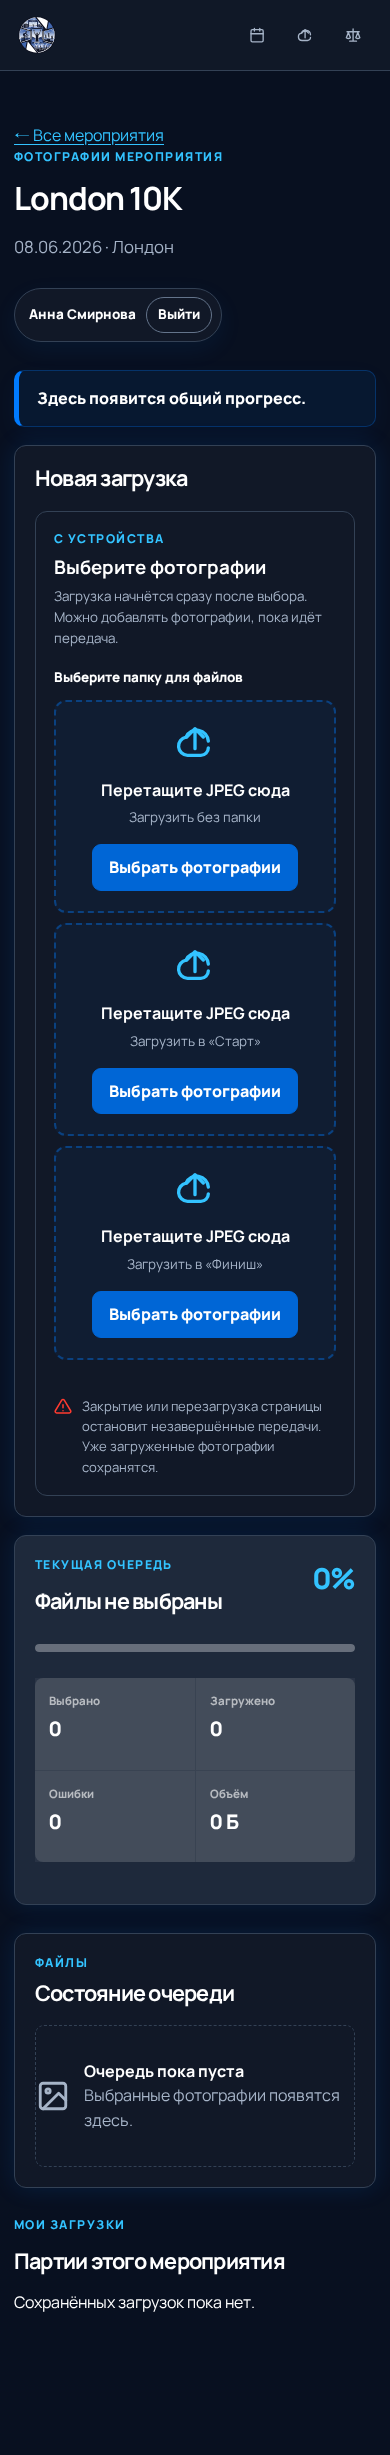 ← Все мероприятия
ФОТОГРАФИИ МЕРОПРИЯТИЯ
London 10K
08.06.2026 · Лондон
Анна Смирнова Выйти
Здесь появится общий прогресс.
Новая загрузка
С УСТРОЙСТВА
Выберите фотографии
Загрузка начнётся сразу после выбора.
Можно добавлять фотографии, пока идёт
передача.
Выберите папку для файлов
Перетащите JPEG сюда
Загрузить без папки
Выбрать фотографии
Перетащите JPEG сюда
Загрузить в «Старт»
Выбрать фотографии
Перетащите JPEG сюда
Загрузить в «Финиш»
Выбрать фотографии
Закрытие или перезагрузка страницы
остановит незавершённые передачи.
Уже загруженные фотографии
сохранятся.
ТЕКУЩАЯ ОЧЕРЕДЬ
0%
Файлы не выбраны
Выбрано Загружено
0 0
Ошибки Объём
0 0 Б
ФАЙЛЫ
Состояние очереди
Очередь пока пуста
Выбранные фотографии появятся
здесь.
МОИ ЗАГРУЗКИ
Партии этого мероприятия
Сохранённых загрузок пока нет.